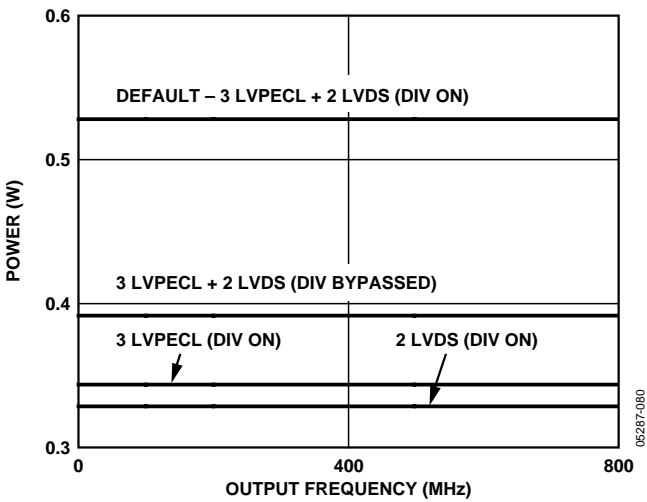 0.6
DEFAULT – 3 LVPECL + 2 LVDS (DIV ON)
0.5
POWER (W)
3 LVPECL + 2 LVDS (DIV BYPASSED)
0.4
3 LVPECL (DIV ON)
2 LVDS (DIV ON)
0.3
0
400
800
OUTPUT FREQUENCY (MHz)
05287-080